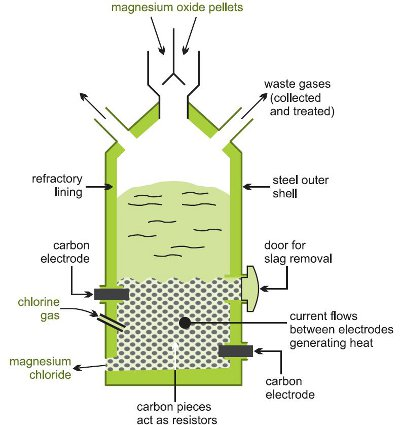 magnesium oxide pellets
waste gases
(collected
and treated)
refractory
lining
steel outer
shell
carbon
electrode
door for
slag removal
chlorine
gas
current flows
between electrodes
generating heat
magnesium
chloride
carbon
electrode
carbon pieces
act as resistors